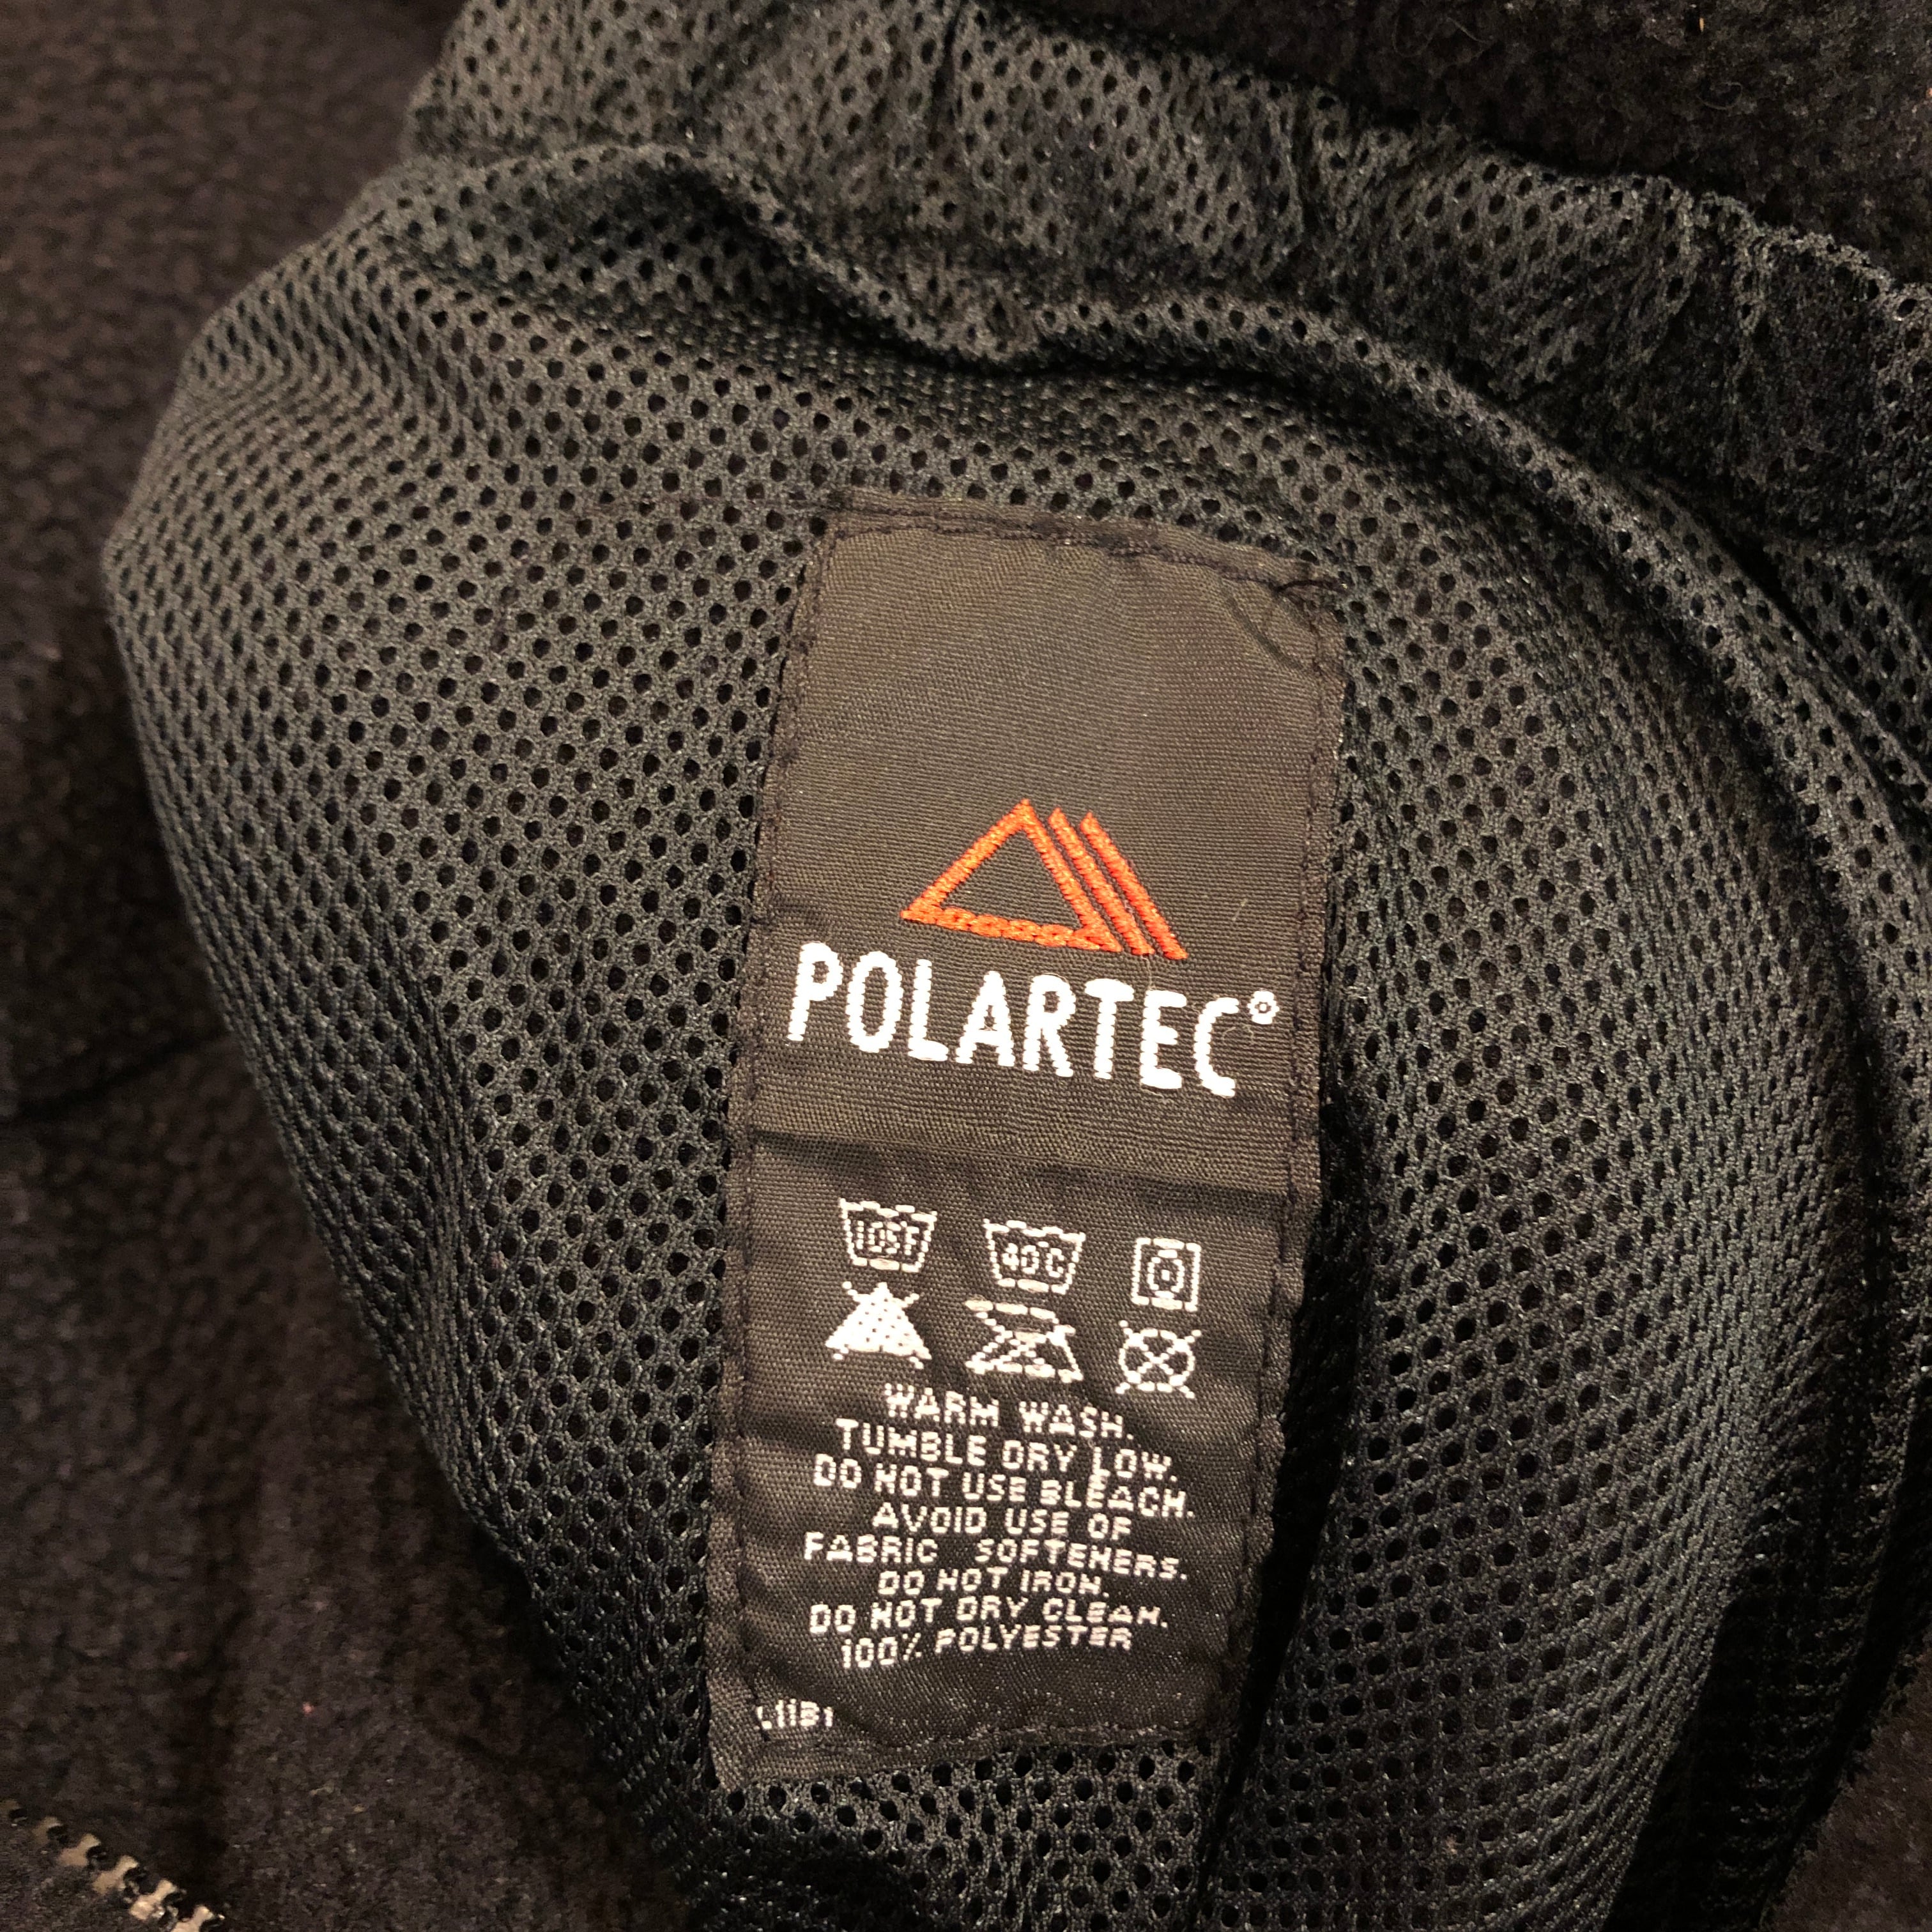 POLARTEC®
105F 40°C
WARM WASH.
TUMBLE DRY LOW.
DO NOT USE BLEACH.
AVOID USE OF
FABRIC SOFTENERS.
DO NOT IRON.
DO NOT DRY CLEAN.
100% POLYESTER